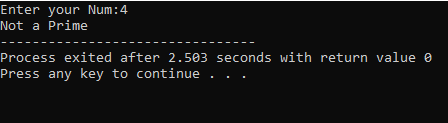 Enter your Num:4
Not a Prime
--------------------------------
Process exited after 2.503 seconds with return value 0
Press any key to continue . . .